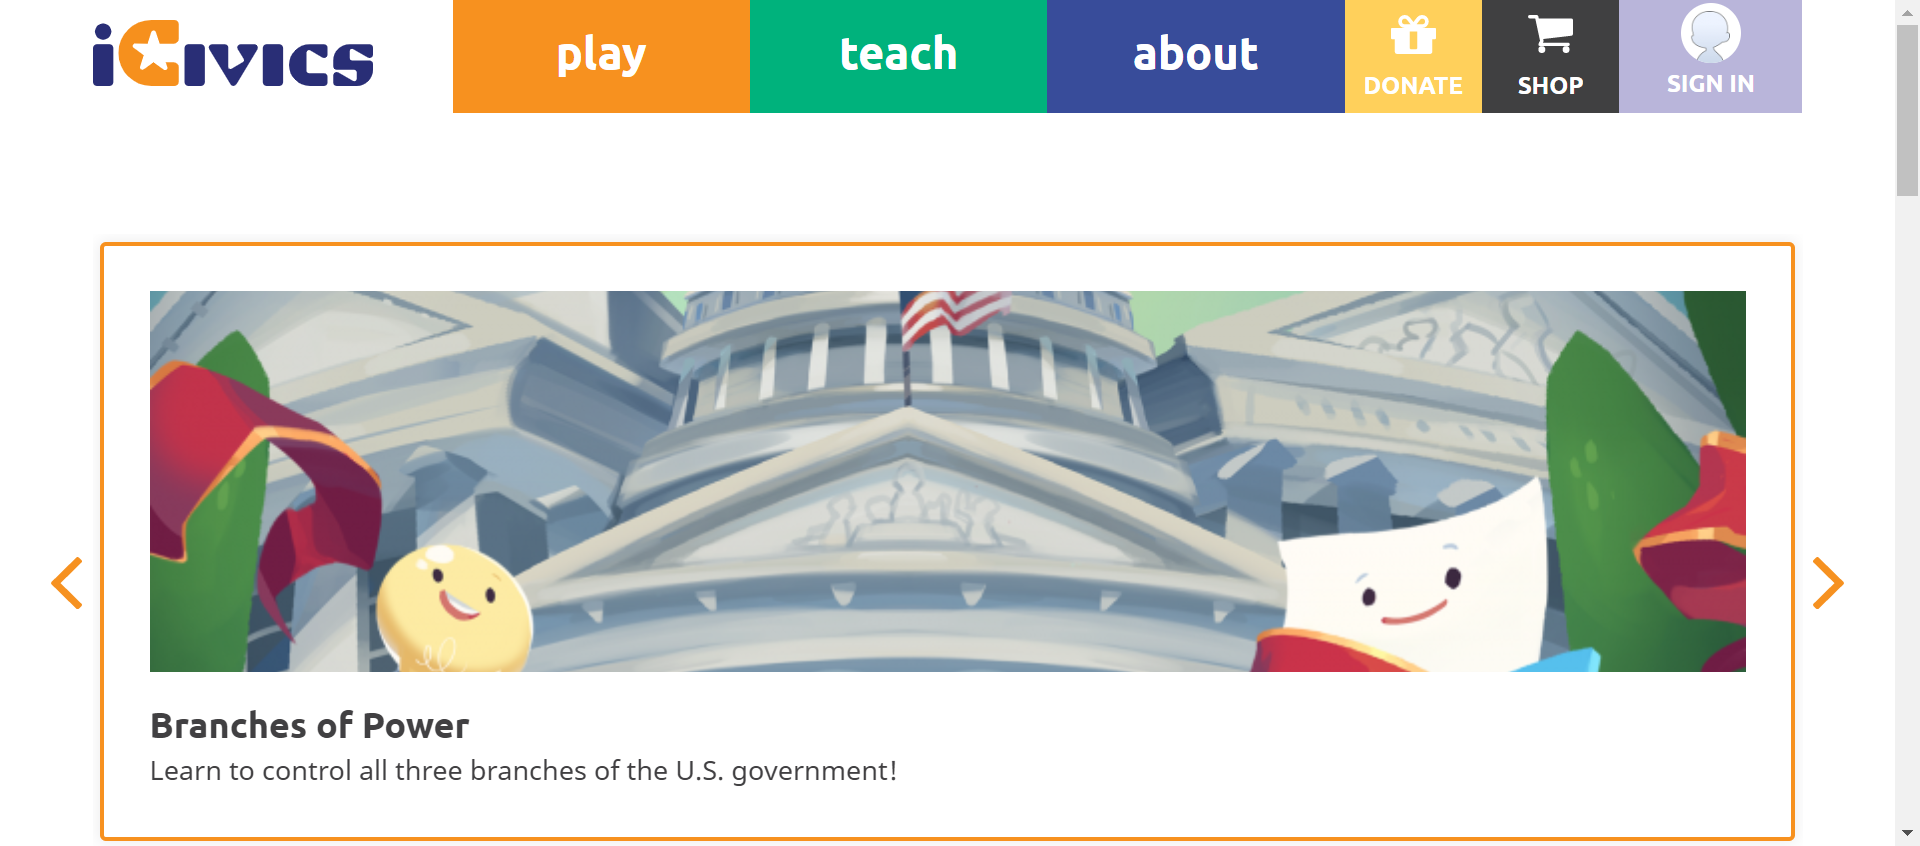 iCivics
play
teach
about
DONATE
SHOP
SIGN IN
Branches of Power
Learn to control all three branches of the U.S. government!